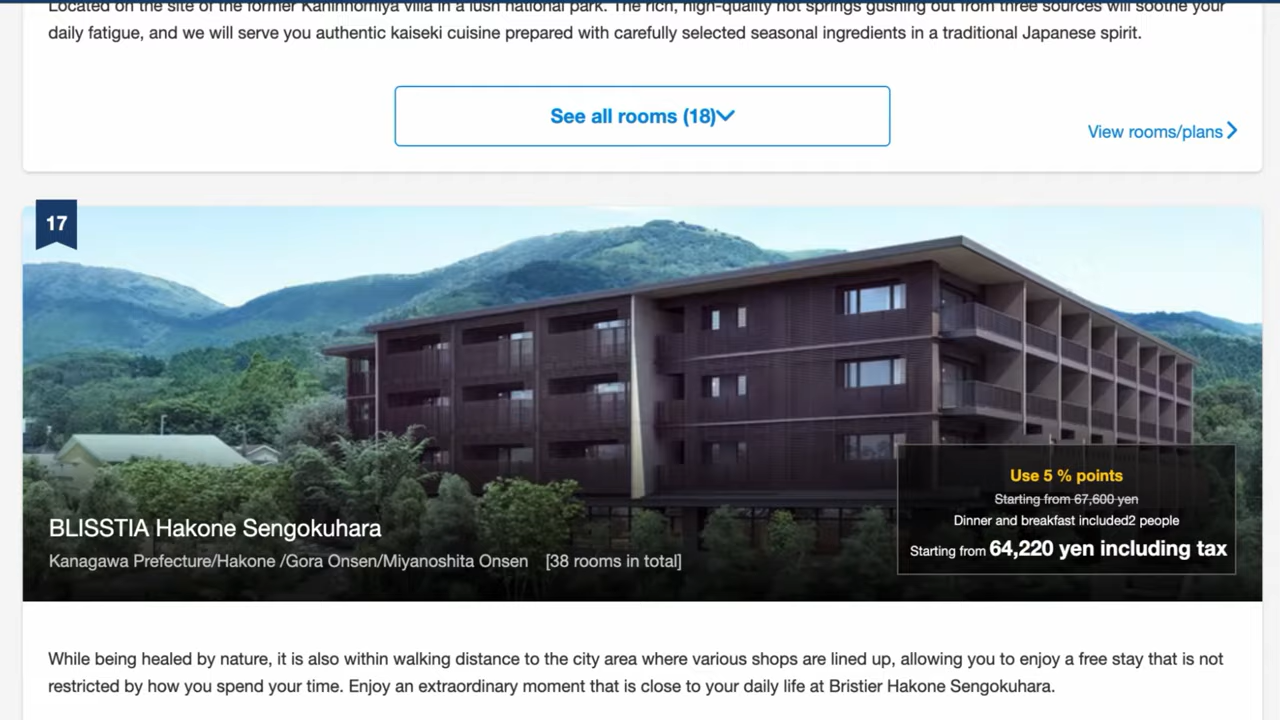 Located on the site of the former Kaninnomiya villa in a lush national park. The rich, high-quality hot springs gushing out from three sources will soothe your
daily fatigue, and we will serve you authentic kaiseki cuisine prepared with carefully selected seasonal ingredients in a traditional Japanese spirit.
See all rooms (18)
View rooms/plans
17
Use 5 % points
Starting from 67,600 yen
Dinner and breakfast included2 people
Starting from 64,220 yen including tax
BLISSTIA Hakone Sengokuhara
Kanagawa Prefecture/Hakone /Gora Onsen/Miyanoshita Onsen [38 rooms in total]
While being healed by nature, it is also within walking distance to the city area where various shops are lined up, allowing you to enjoy a free stay that is not
restricted by how you spend your time. Enjoy an extraordinary moment that is close to your daily life at Bristier Hakone Sengokuhara.